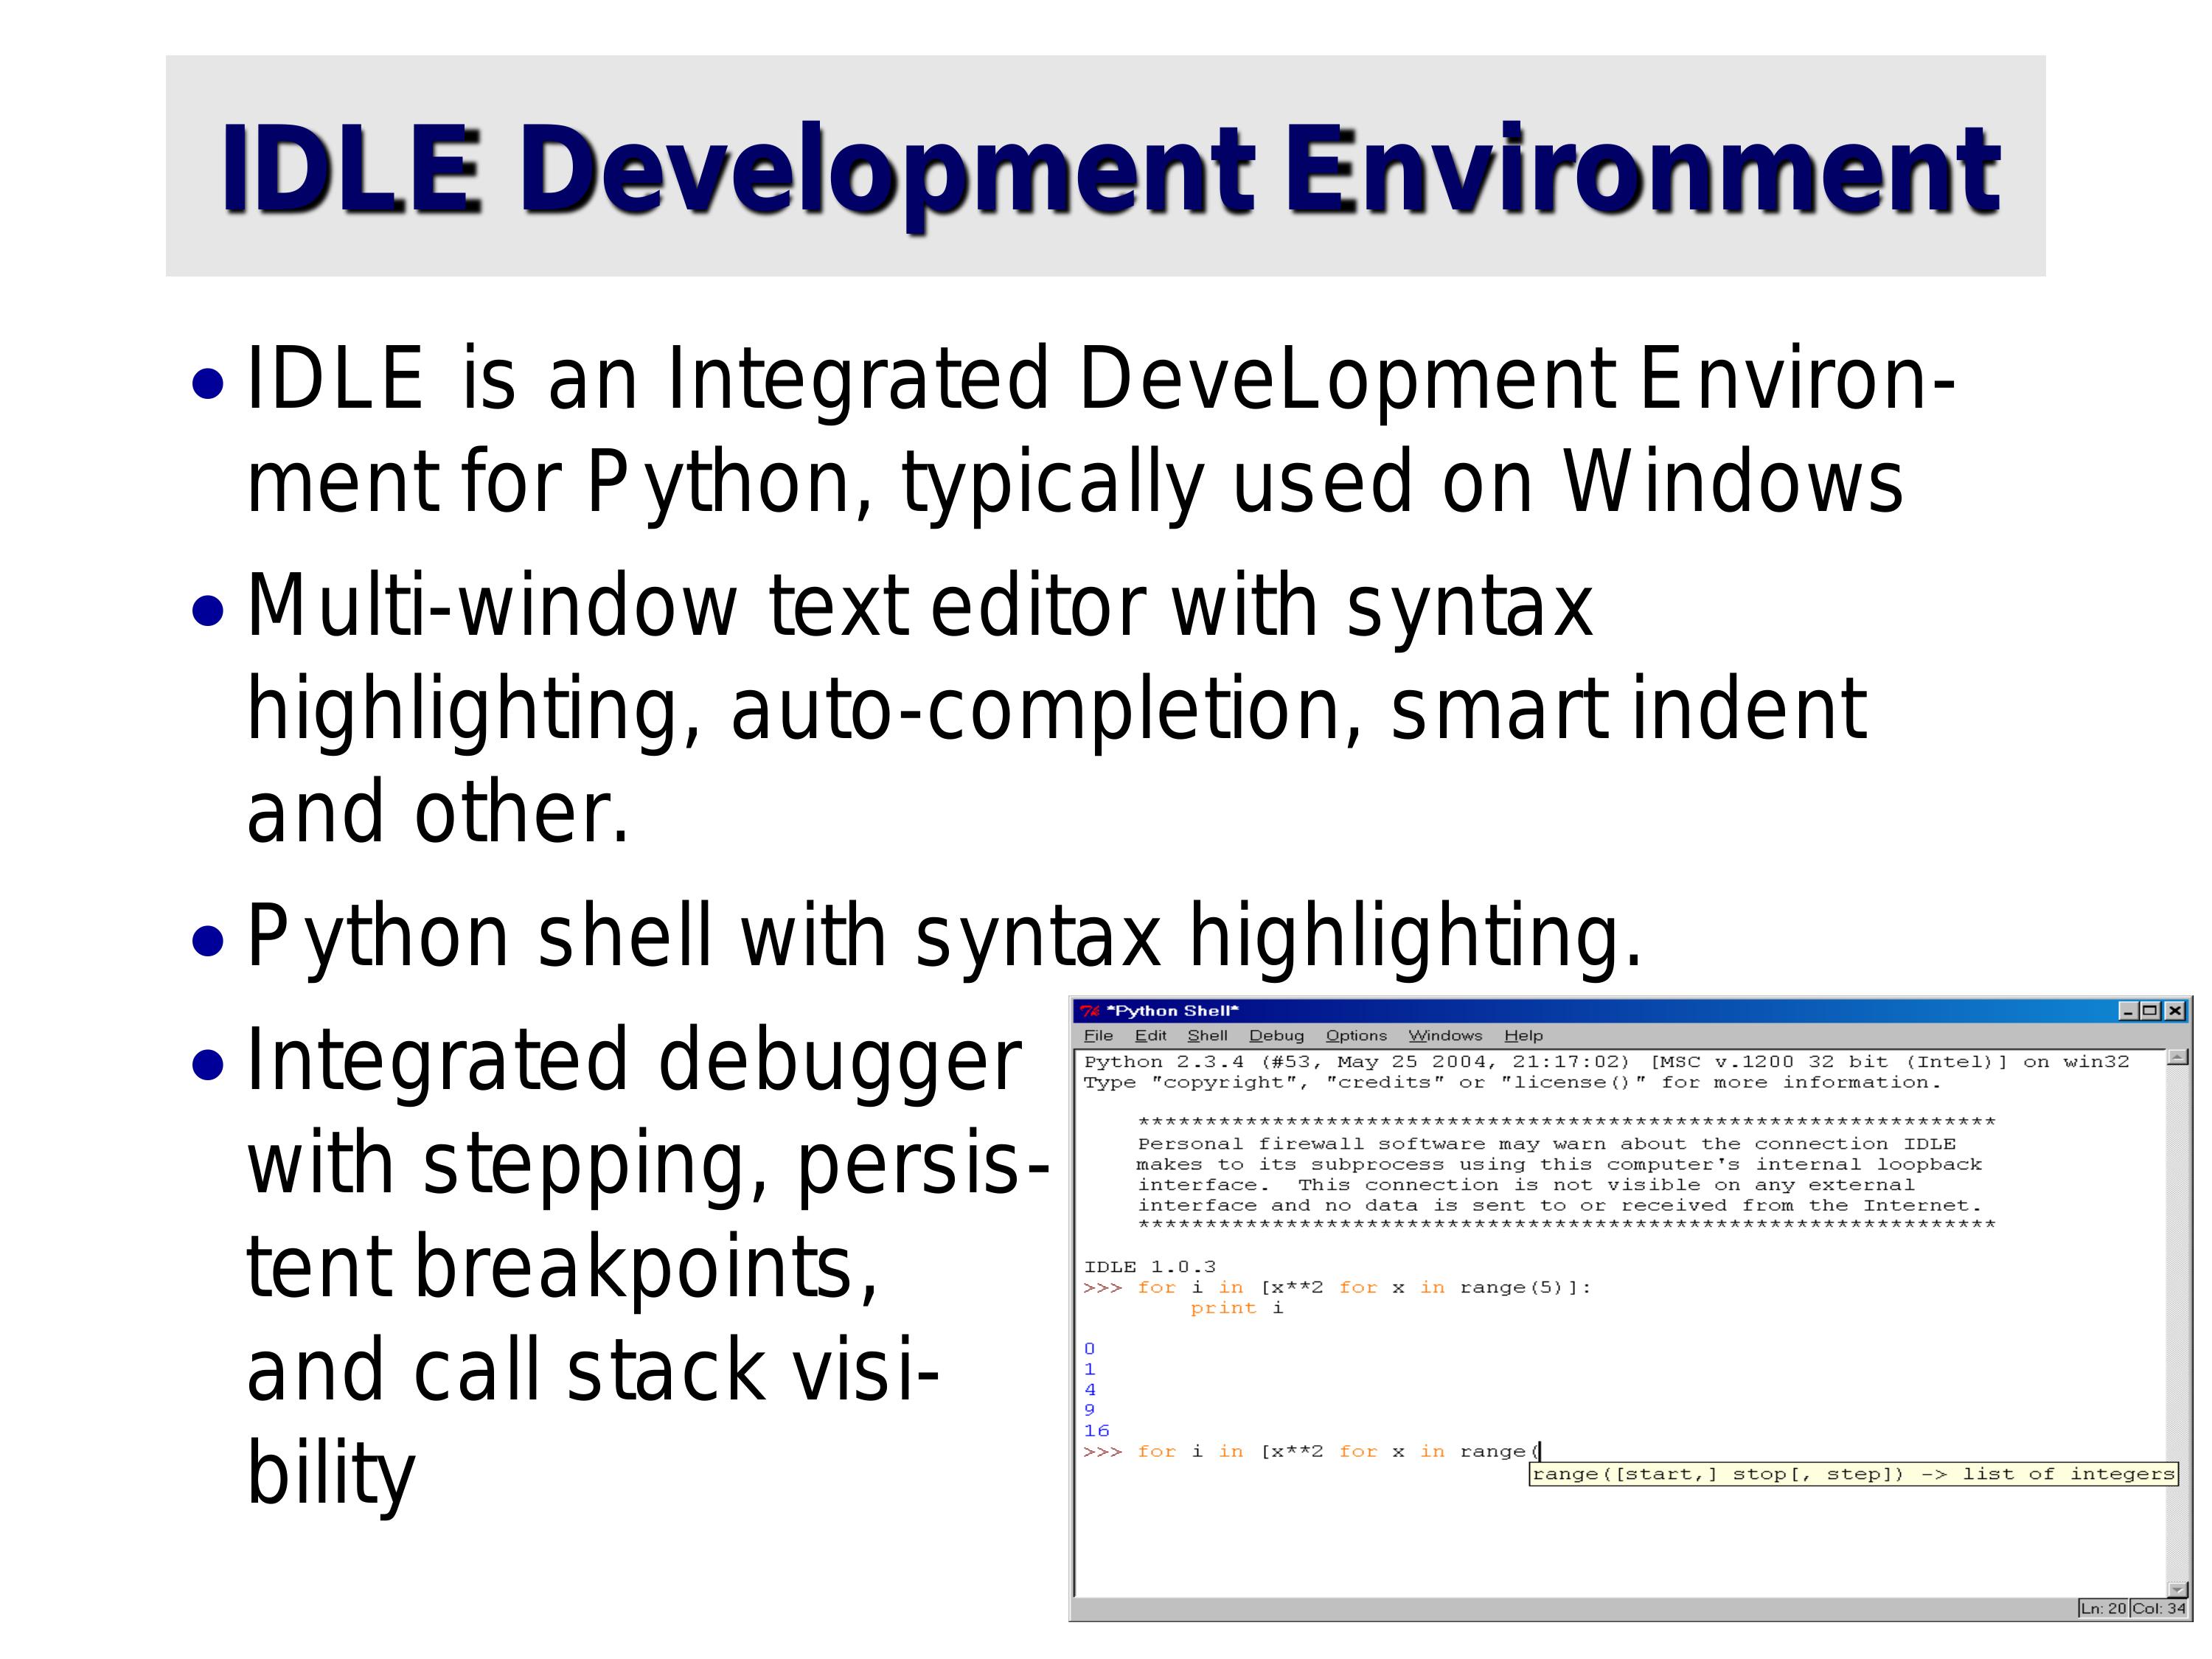 IDLE Development Environment
• IDLE is an Integrated DeveLopment Environ-
ment for Python, typically used on Windows
• Multi-window text editor with syntax
highlighting, auto-completion, smart indent
and other.
• Python shell with syntax highlighting.
• Integrated debugger
with stepping, persis-
tent breakpoints,
and call stack visi-
bility
*Python Shell*
File Edit Shell Debug Options Windows Help
Python 2.3.4 (#53, May 25 2004, 21:17:02) [MSC v.1200 32 bit (Intel)] on win32
Type "copyright", "credits" or "license()" for more information.
****************************************************************
Personal firewall software may warn about the connection IDLE
makes to its subprocess using this computer's internal loopback
interface.  This connection is not visible on any external
interface and no data is sent to or received from the Internet.
****************************************************************
IDLE 1.0.3
>>> for i in [x**2 for x in range(5)]:
print i
0
1
4
9
16
>>> for i in [x**2 for x in range(
range([start,] stop[, step]) -> list of integers
Ln: 20 Col: 34